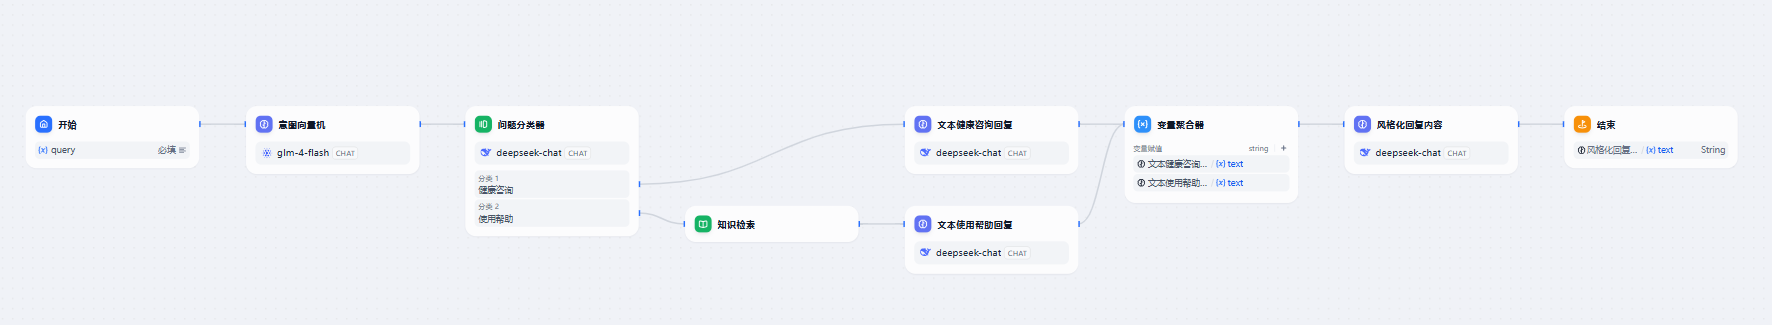 开始
query
必填
意图向量机
glm-4-flash CHAT
问题分类器
deepseek-chat CHAT
分类 1
健康咨询
分类 2
使用帮助
知识检索
文本健康咨询回复
deepseek-chat CHAT
文本使用帮助回复
deepseek-chat CHAT
变量聚合器
变量赋值 string +
文本健康咨询... / {x} text
文本使用帮助... / {x} text
风格化回复内容
deepseek-chat CHAT
结束
风格化回复... / {x} text String